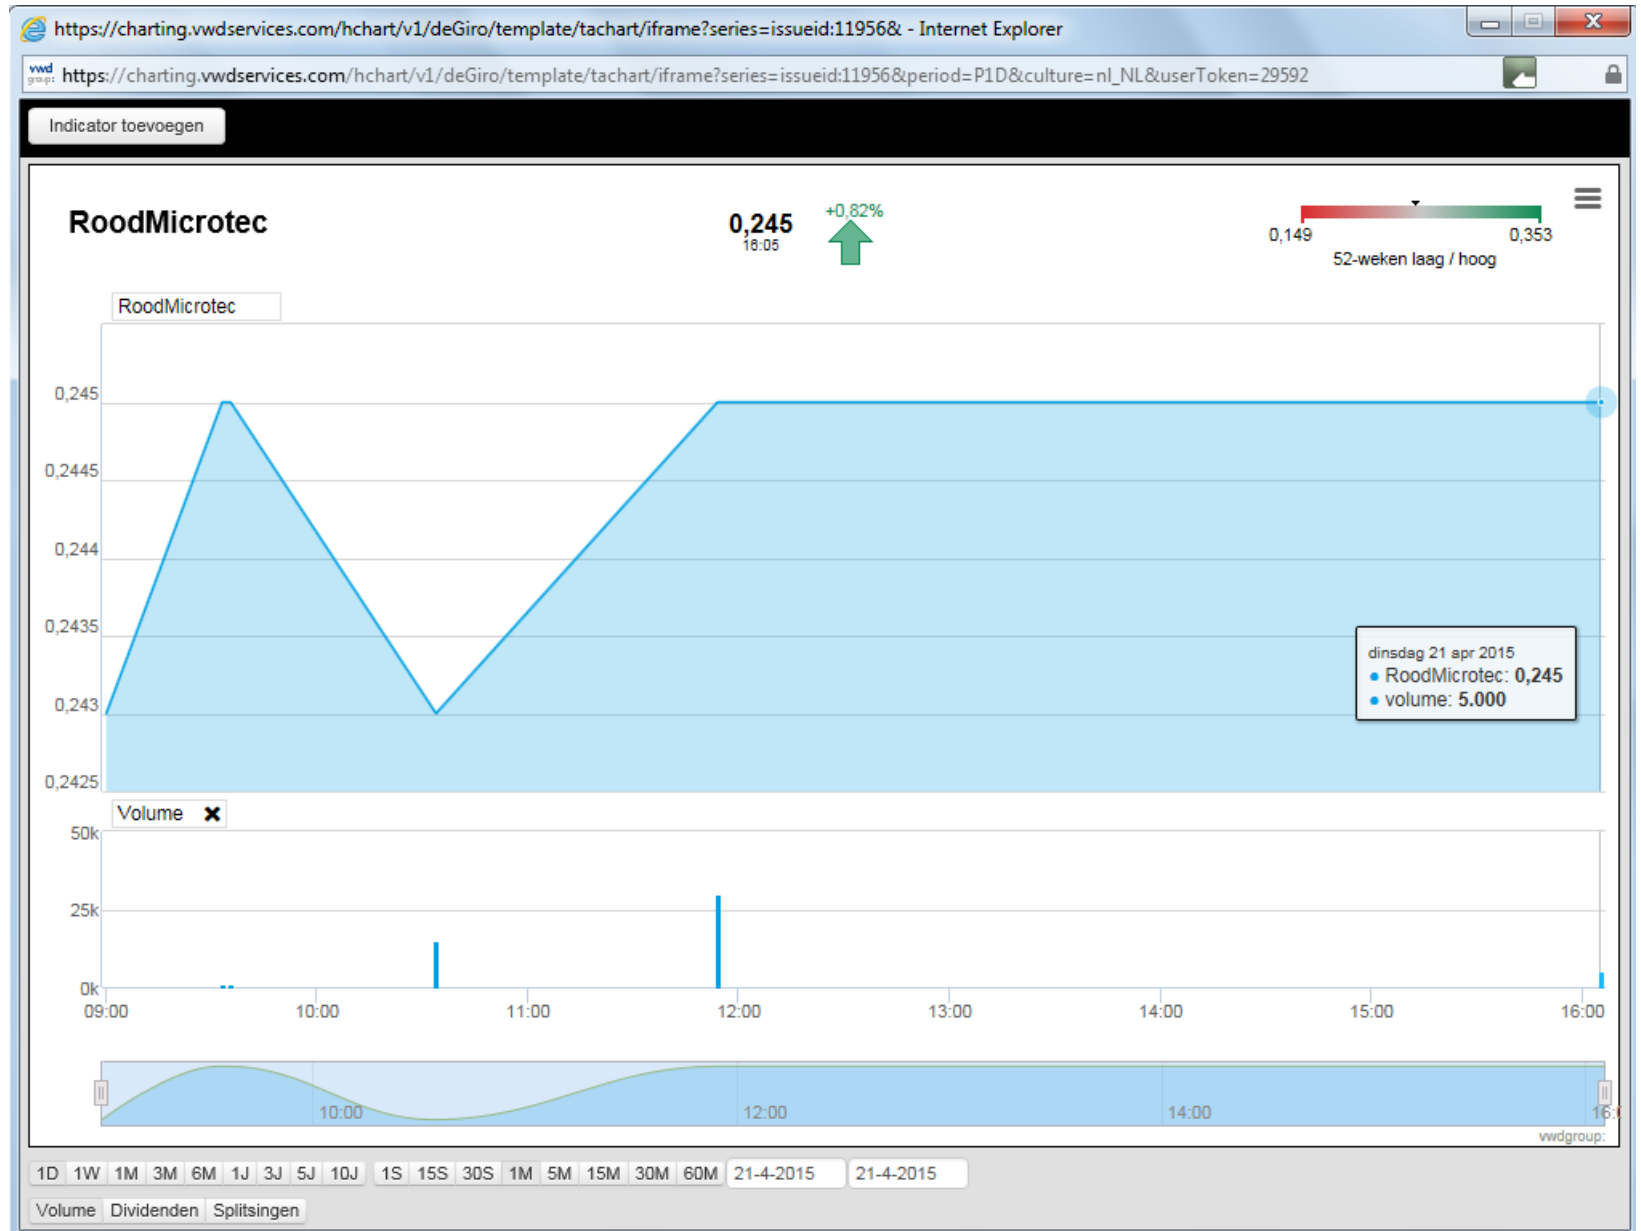 https://charting.vwdservices.com/hchart/v1/deGiro/template/tachart/iframe?series=issueid:11956& - Internet Explorer
vwd group: https://charting.vwdservices.com/hchart/v1/deGiro/template/tachart/iframe?series=issueid:11956&period=P1D&culture=nl_NL&userToken=29592
Indicator toevoegen
RoodMicrotec
0,245
16:05
+0,82%
0,149 0,353
52-weken laag / hoog
RoodMicrotec
0,245
0,2445
0,244
0,2435
0,243
0,2425
dinsdag 21 apr 2015
• RoodMicrotec: 0,245
• volume: 5.000
Volume ✖
50k
25k
0k
09:00 10:00 11:00 12:00 13:00 14:00 15:00 16:00
10:00 12:00 14:00
vwdgroup:
1D 1W 1M 3M 6M 1J 3J 5J 10J 1S 15S 30S 1M 5M 15M 30M 60M 21-4-2015 21-4-2015
Volume Dividenden Splitsingen